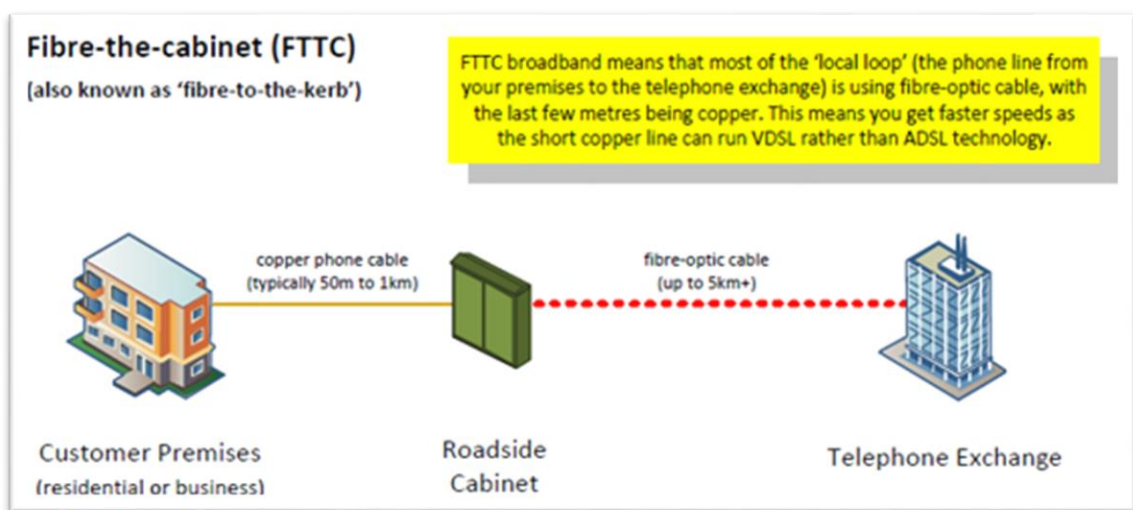 Fibre-the-cabinet (FTTC)
(also known as ‘fibre-to-the-kerb’)
FTTC broadband means that most of the ‘local loop’ (the phone line from
your premises to the telephone exchange) is using fibre-optic cable, with
the last few metres being copper. This means you get faster speeds as
the short copper line can run VDSL rather than ADSL technology.
copper phone cable
(typically 50m to 1km)
fibre-optic cable
(up to 5km+)
Customer Premises
(residential or business)
Roadside
Cabinet
Telephone Exchange